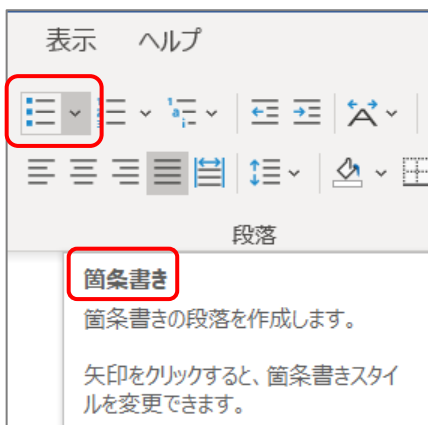 表示 ヘルプ
段落
箇条書き
箇条書きの段落を作成します。
矢印をクリックすると、箇条書きスタイ
ルを変更できます。